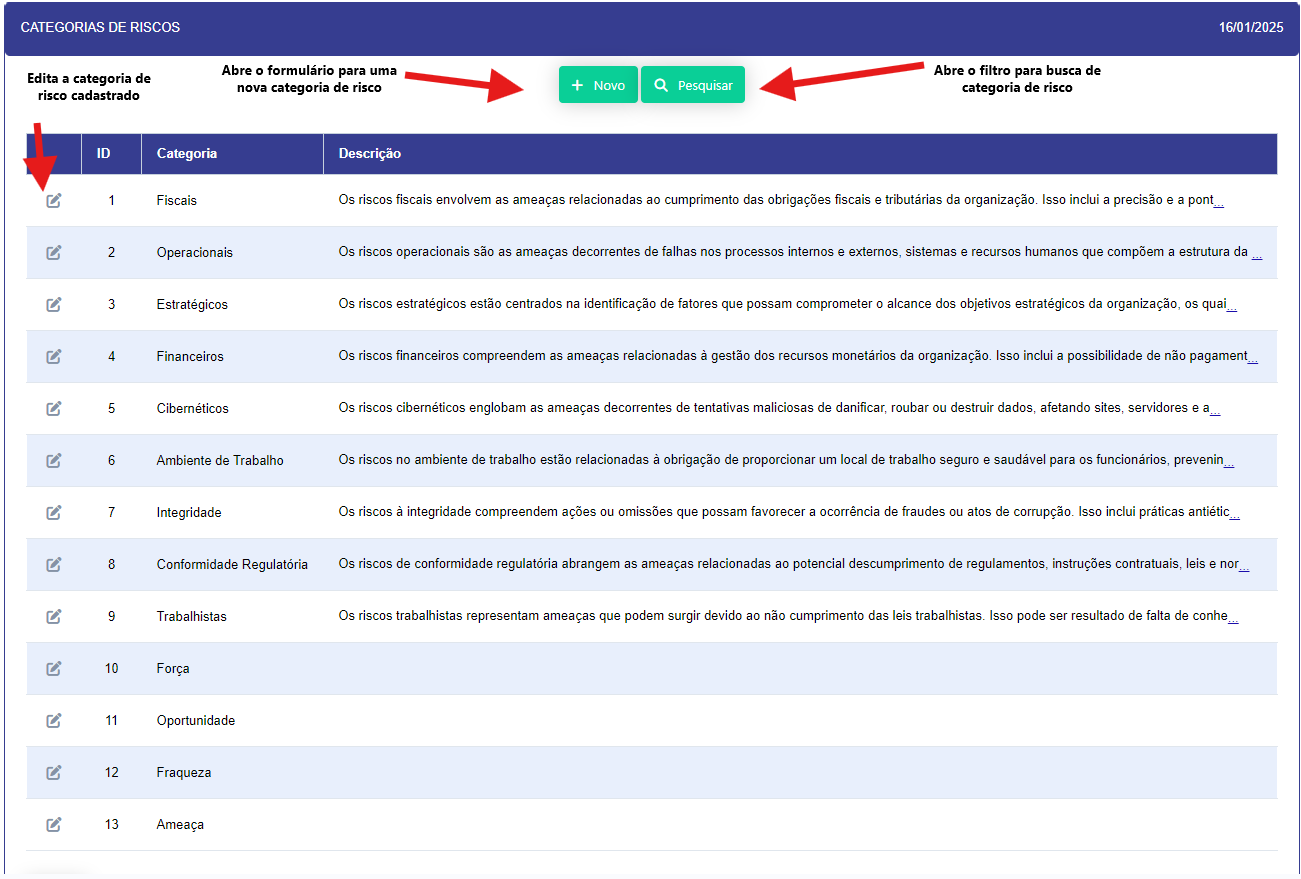 CATEGORIAS DE RISCOS 16/01/2025
Edita a categoria de
risco cadastrado
Abre o formulário para uma
nova categoria de risco
+ Novo
Pesquisar
Abre o filtro para busca de
categoria de risco
ID Categoria Descrição
1 Fiscais Os riscos fiscais envolvem as ameaças relacionadas ao cumprimento das obrigações fiscais e tributárias da organização. Isso inclui a precisão e a pont...
2 Operacionais Os riscos operacionais são as ameaças decorrentes de falhas nos processos internos e externos, sistemas e recursos humanos que compõem a estrutura da ...
3 Estratégicos Os riscos estratégicos estão centrados na identificação de fatores que possam comprometer o alcance dos objetivos estratégicos da organização, os quai...
4 Financeiros Os riscos financeiros compreendem as ameaças relacionadas à gestão dos recursos monetários da organização. Isso inclui a possibilidade de não pagament...
5 Cibernéticos Os riscos cibernéticos englobam as ameaças decorrentes de tentativas maliciosas de danificar, roubar ou destruir dados, afetando sites, servidores e a...
6 Ambiente de Trabalho Os riscos no ambiente de trabalho estão relacionadas à obrigação de proporcionar um local de trabalho seguro e saudável para os funcionários, prevenin...
7 Integridade Os riscos à integridade compreendem ações ou omissões que possam favorecer a ocorrência de fraudes ou atos de corrupção. Isso inclui práticas antiétic...
8 Conformidade Regulatória Os riscos de conformidade regulatória abrangem as ameaças relacionadas ao potencial descumprimento de regulamentos, instruções contratuais, leis e nor...
9 Trabalhistas Os riscos trabalhistas representam ameaças que podem surgir devido ao não cumprimento das leis trabalhistas. Isso pode ser resultado de falta de conhe...
10 Força
11 Oportunidade
12 Fraqueza
13 Ameaça